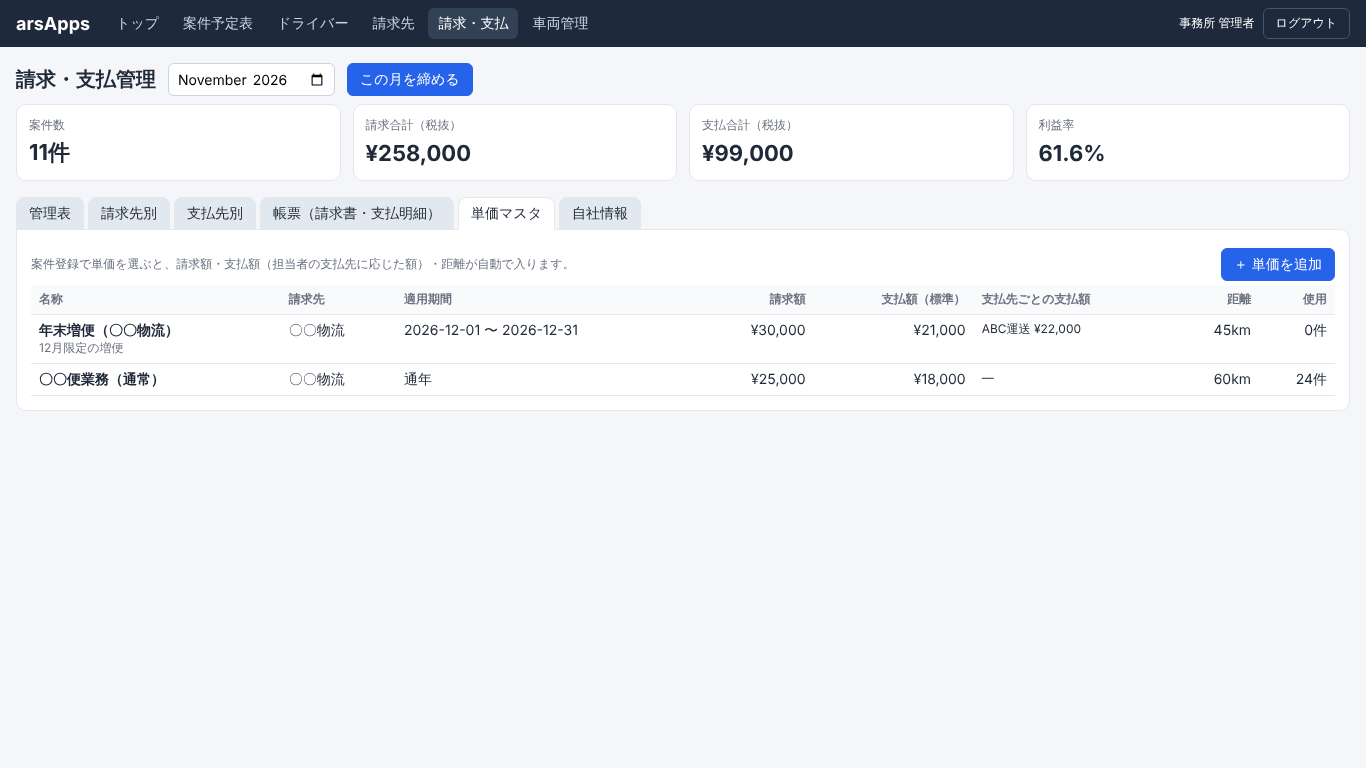 arsApps トップ 案件予定表 ドライバー 請求先 請求・支払 車両管理 事務所 管理者 ログアウト
請求・支払管理 November 2026 この月を締める
案件数 請求合計（税抜） 支払合計（税抜） 利益率
11件 ¥258,000 ¥99,000 61.6%
管理表 請求先別 支払先別 帳票（請求書・支払明細） 単価マスタ 自社情報
案件登録で単価を選ぶと、請求額・支払額（担当者の支払先に応じた額）・距離が自動で入ります。 ＋ 単価を追加
名称 請求先 適用期間 請求額 支払額（標準） 支払先ごとの支払額 距離 使用
年末増便（〇〇物流） 〇〇物流 2026-12-01 〜 2026-12-31 ¥30,000 ¥21,000 ABC運送 ¥22,000 45km 0件
12月限定の増便
〇〇便業務（通常） 〇〇物流 通年 ¥25,000 ¥18,000 — 60km 24件